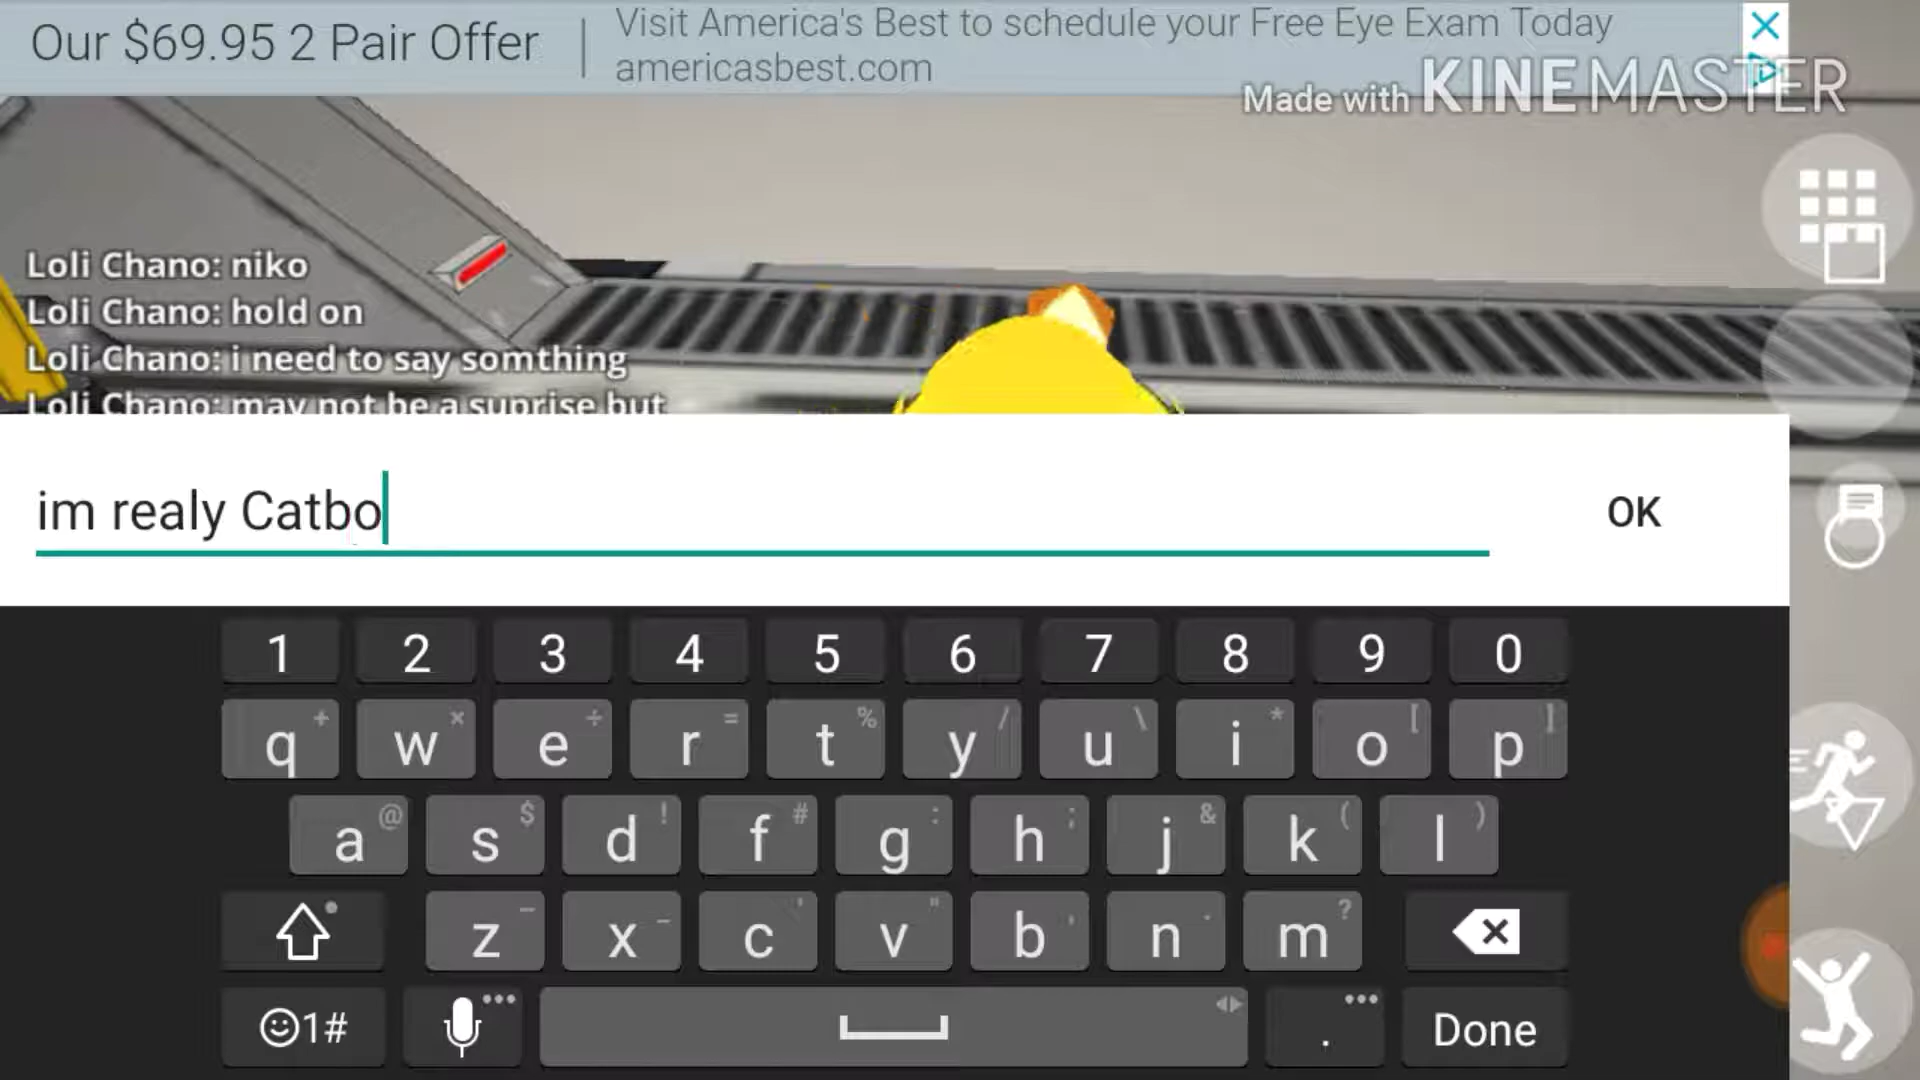 Our $69.95 2 Pair Offer
Visit America's Best to schedule your Free Eye Exam Today
americasbest.com
Made with KINEMASTER
Loli Chano: niko
Loli Chano: hold on
Loli Chano: i need to say somthing
Loli Chano: may not be a suprise but
im realy Catbo
OK
1 2 3 4 5 6 7 8 9 0
q + w × e ÷ r = t % y / u \ i * o [ p ]
a @ s $ d ! f # g : h ; j & k ( l )
z x c ' v " b , n · m ?
1# ... . ... Done